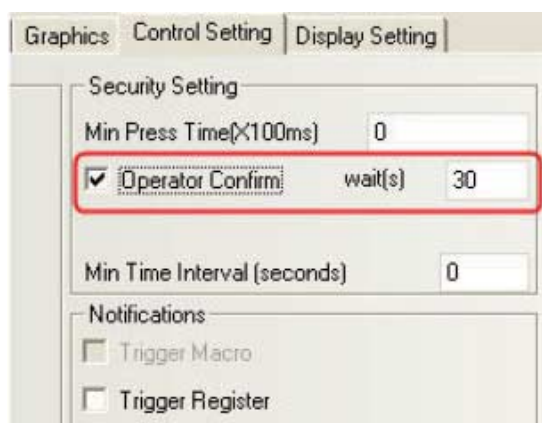 Graphics Control Setting Display Setting
Security Setting
Min Press Time(X100ms) 0
Operator Confirm wait(s) 30
Min Time Interval (seconds) 0
Notifications
Trigger Macro
Trigger Register